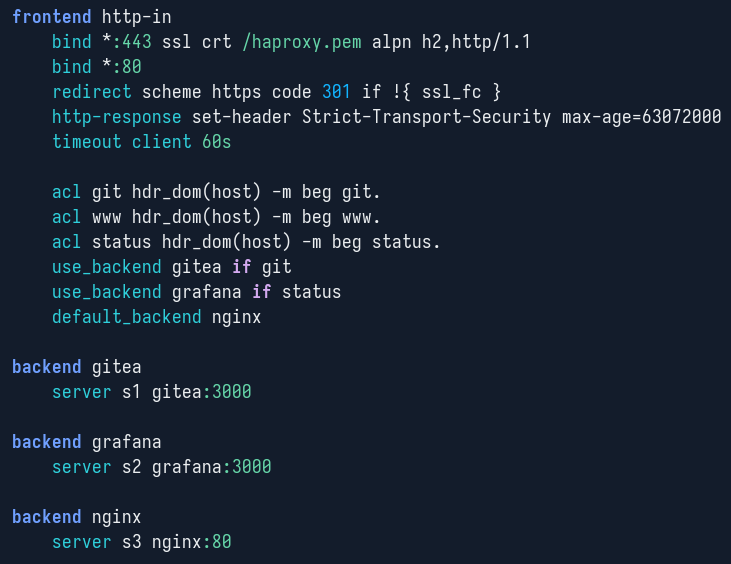 frontend http-in
    bind *:443 ssl crt /haproxy.pem alpn h2,http/1.1
    bind *:80
    redirect scheme https code 301 if !{ ssl_fc }
    http-response set-header Strict-Transport-Security max-age=63072000
    timeout client 60s

    acl git hdr_dom(host) -m beg git.
    acl www hdr_dom(host) -m beg www.
    acl status hdr_dom(host) -m beg status.
    use_backend gitea if git
    use_backend grafana if status
    default_backend nginx

backend gitea
    server s1 gitea:3000

backend grafana
    server s2 grafana:3000

backend nginx
    server s3 nginx:80